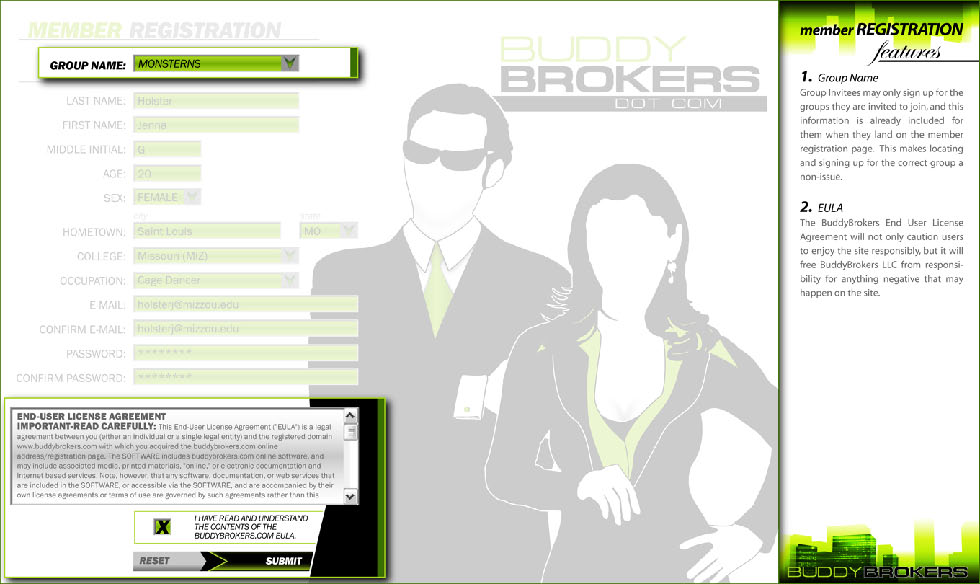 MEMBER REGISTRATION
GROUP NAME: MONSTERNS
LAST NAME: Holster
FIRST NAME: Jenna
MIDDLE INITIAL: G
AGE: 20
SEX: FEMALE
city state
HOMETOWN: Saint Louis MO
COLLEGE: Missouri (MIZ)
OCCUPATION: Cage Dancer
E MAIL: holsterj@mizzou.edu
CONFIRM E-MAIL: holsterj@mizzou.edu
PASSWORD: ********
CONFIRM PASSWORD: ********
END-USER LICENSE AGREEMENT
IMPORTANT-READ CAREFULLY: This End-User License Agreement ("EULA") is a legal
agreement between you (either an individual or a single legal entity) and the registered domain
www.buddybrokers.com with which you acquired the buddybrokers.com online
address/registration page. The SOFTWARE includes buddybrokers.com online software, and
may include associated media, printed materials, "online," or electronic documentation and
Internet based services. Note, however, that any software, documentation, or web services that
are included in the SOFTWARE, or accessible via the SOFTWARE, and are accompanied by their
own license agreements or terms of use are governed by such agreements rather than this
X I HAVE READ AND UNDERSTAND
THE CONTENTS OF THE
BUDDYBROKERS.COM EULA.
RESET SUBMIT
BUDDY
BROKERS
DOT COM
member REGISTRATION
features
1. Group Name
Group Invitees may only sign up for the
groups they are invited to join, and this
information is already included for
them when they land on the member
registration page. This makes locating
and signing up for the correct group a
non-issue.
2. EULA
The BuddyBrokers End User License
Agreement will not only caution users
to enjoy the site responsibly, but it will
free BuddyBrokers LLC from responsi-
bility for anything negative that may
happen on the site.
BUDDYBROKERS